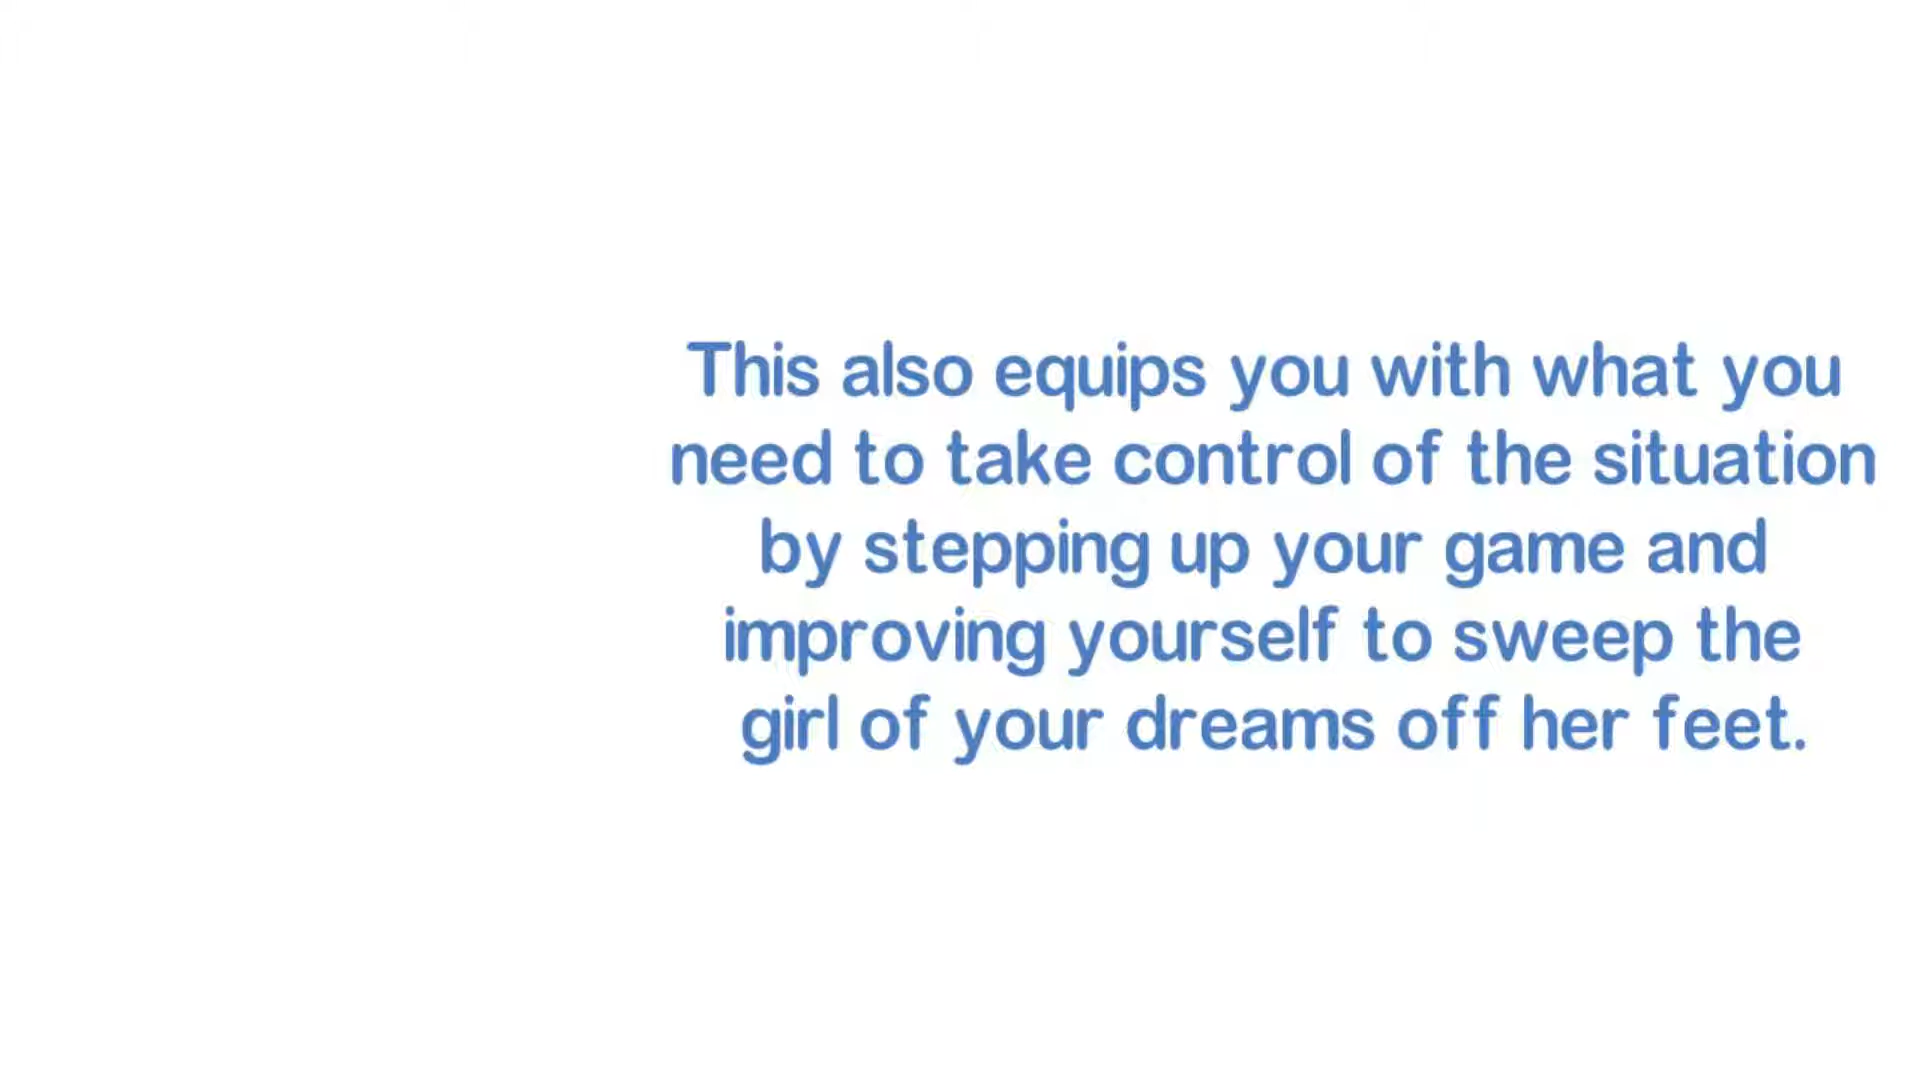 This also equips you with what you
need to take control of the situation
by stepping up your game and
improving yourself to sweep the
girl of your dreams off her feet.